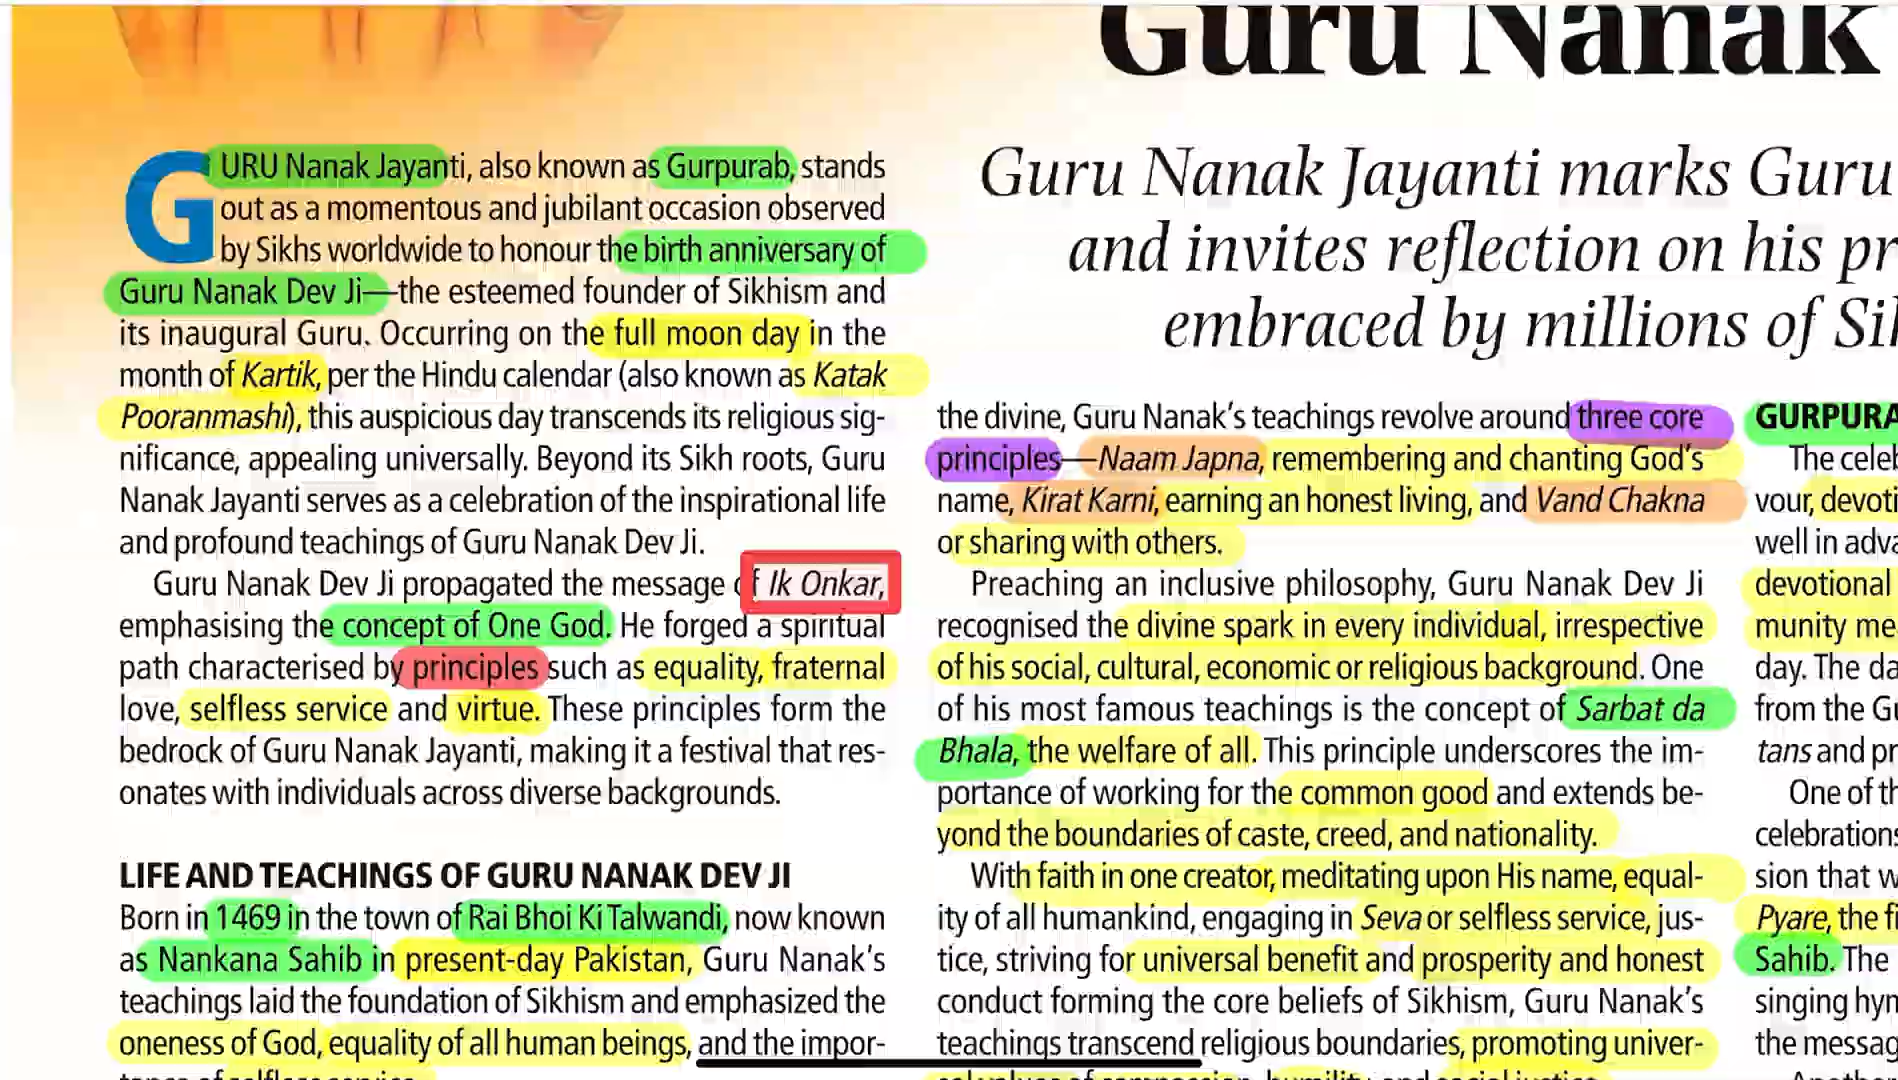 Guru Nanak
Guru Nanak Jayanti marks Guru
and invites reflection on his pr
embraced by millions of Si
GURU Nanak Jayanti, also known as Gurpurab, stands
out as a momentous and jubilant occasion observed
by Sikhs worldwide to honour the birth anniversary of
Guru Nanak Dev Ji—the esteemed founder of Sikhism and
its inaugural Guru. Occurring on the full moon day in the
month of Kartik, per the Hindu calendar (also known as Katak
Pooranmashi), this auspicious day transcends its religious sig-
nificance, appealing universally. Beyond its Sikh roots, Guru
Nanak Jayanti serves as a celebration of the inspirational life
and profound teachings of Guru Nanak Dev Ji.
Guru Nanak Dev Ji propagated the message of Ik Onkar,
emphasising the concept of One God. He forged a spiritual
path characterised by principles such as equality, fraternal
love, selfless service and virtue. These principles form the
bedrock of Guru Nanak Jayanti, making it a festival that res-
onates with individuals across diverse backgrounds.
LIFE AND TEACHINGS OF GURU NANAK DEV JI
Born in 1469 in the town of Rai Bhoi Ki Talwandi, now known
as Nankana Sahib in present-day Pakistan, Guru Nanak's
teachings laid the foundation of Sikhism and emphasized the
oneness of God, equality of all human beings, and the impor-
tance of selfless service.
the divine, Guru Nanak's teachings revolve around three core
principles—Naam Japna, remembering and chanting God's
name, Kirat Karni, earning an honest living, and Vand Chakna
or sharing with others.
Preaching an inclusive philosophy, Guru Nanak Dev Ji
recognised the divine spark in every individual, irrespective
of his social, cultural, economic or religious background. One
of his most famous teachings is the concept of Sarbat da
Bhala, the welfare of all. This principle underscores the im-
portance of working for the common good and extends be-
yond the boundaries of caste, creed, and nationality.
With faith in one creator, meditating upon His name, equal-
ity of all humankind, engaging in Seva or selfless service, jus-
tice, striving for universal benefit and prosperity and honest
conduct forming the core beliefs of Sikhism, Guru Nanak's
teachings transcend religious boundaries, promoting univer-
sal values of compassion, humility, and social justice.
GURPURA
The celeb
vour, devoti
well in adva
devotional
munity me
day. The da
from the Gu
tans and pr
One of th
celebrations
sion that w
Pyare, the fi
Sahib. The
singing hym
the messag
Another